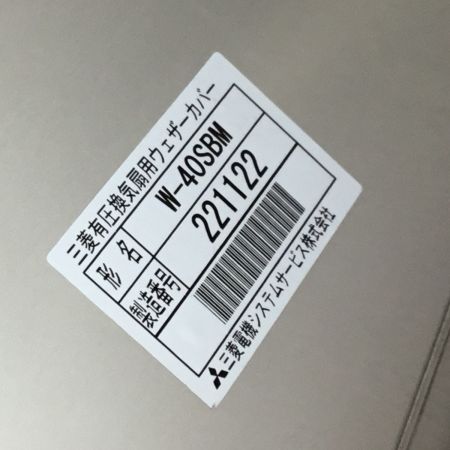 三菱有圧換気扇用ウェザーカバー
形名 W-40SBM
製造番号 221122
三菱電機システムサービス株式会社